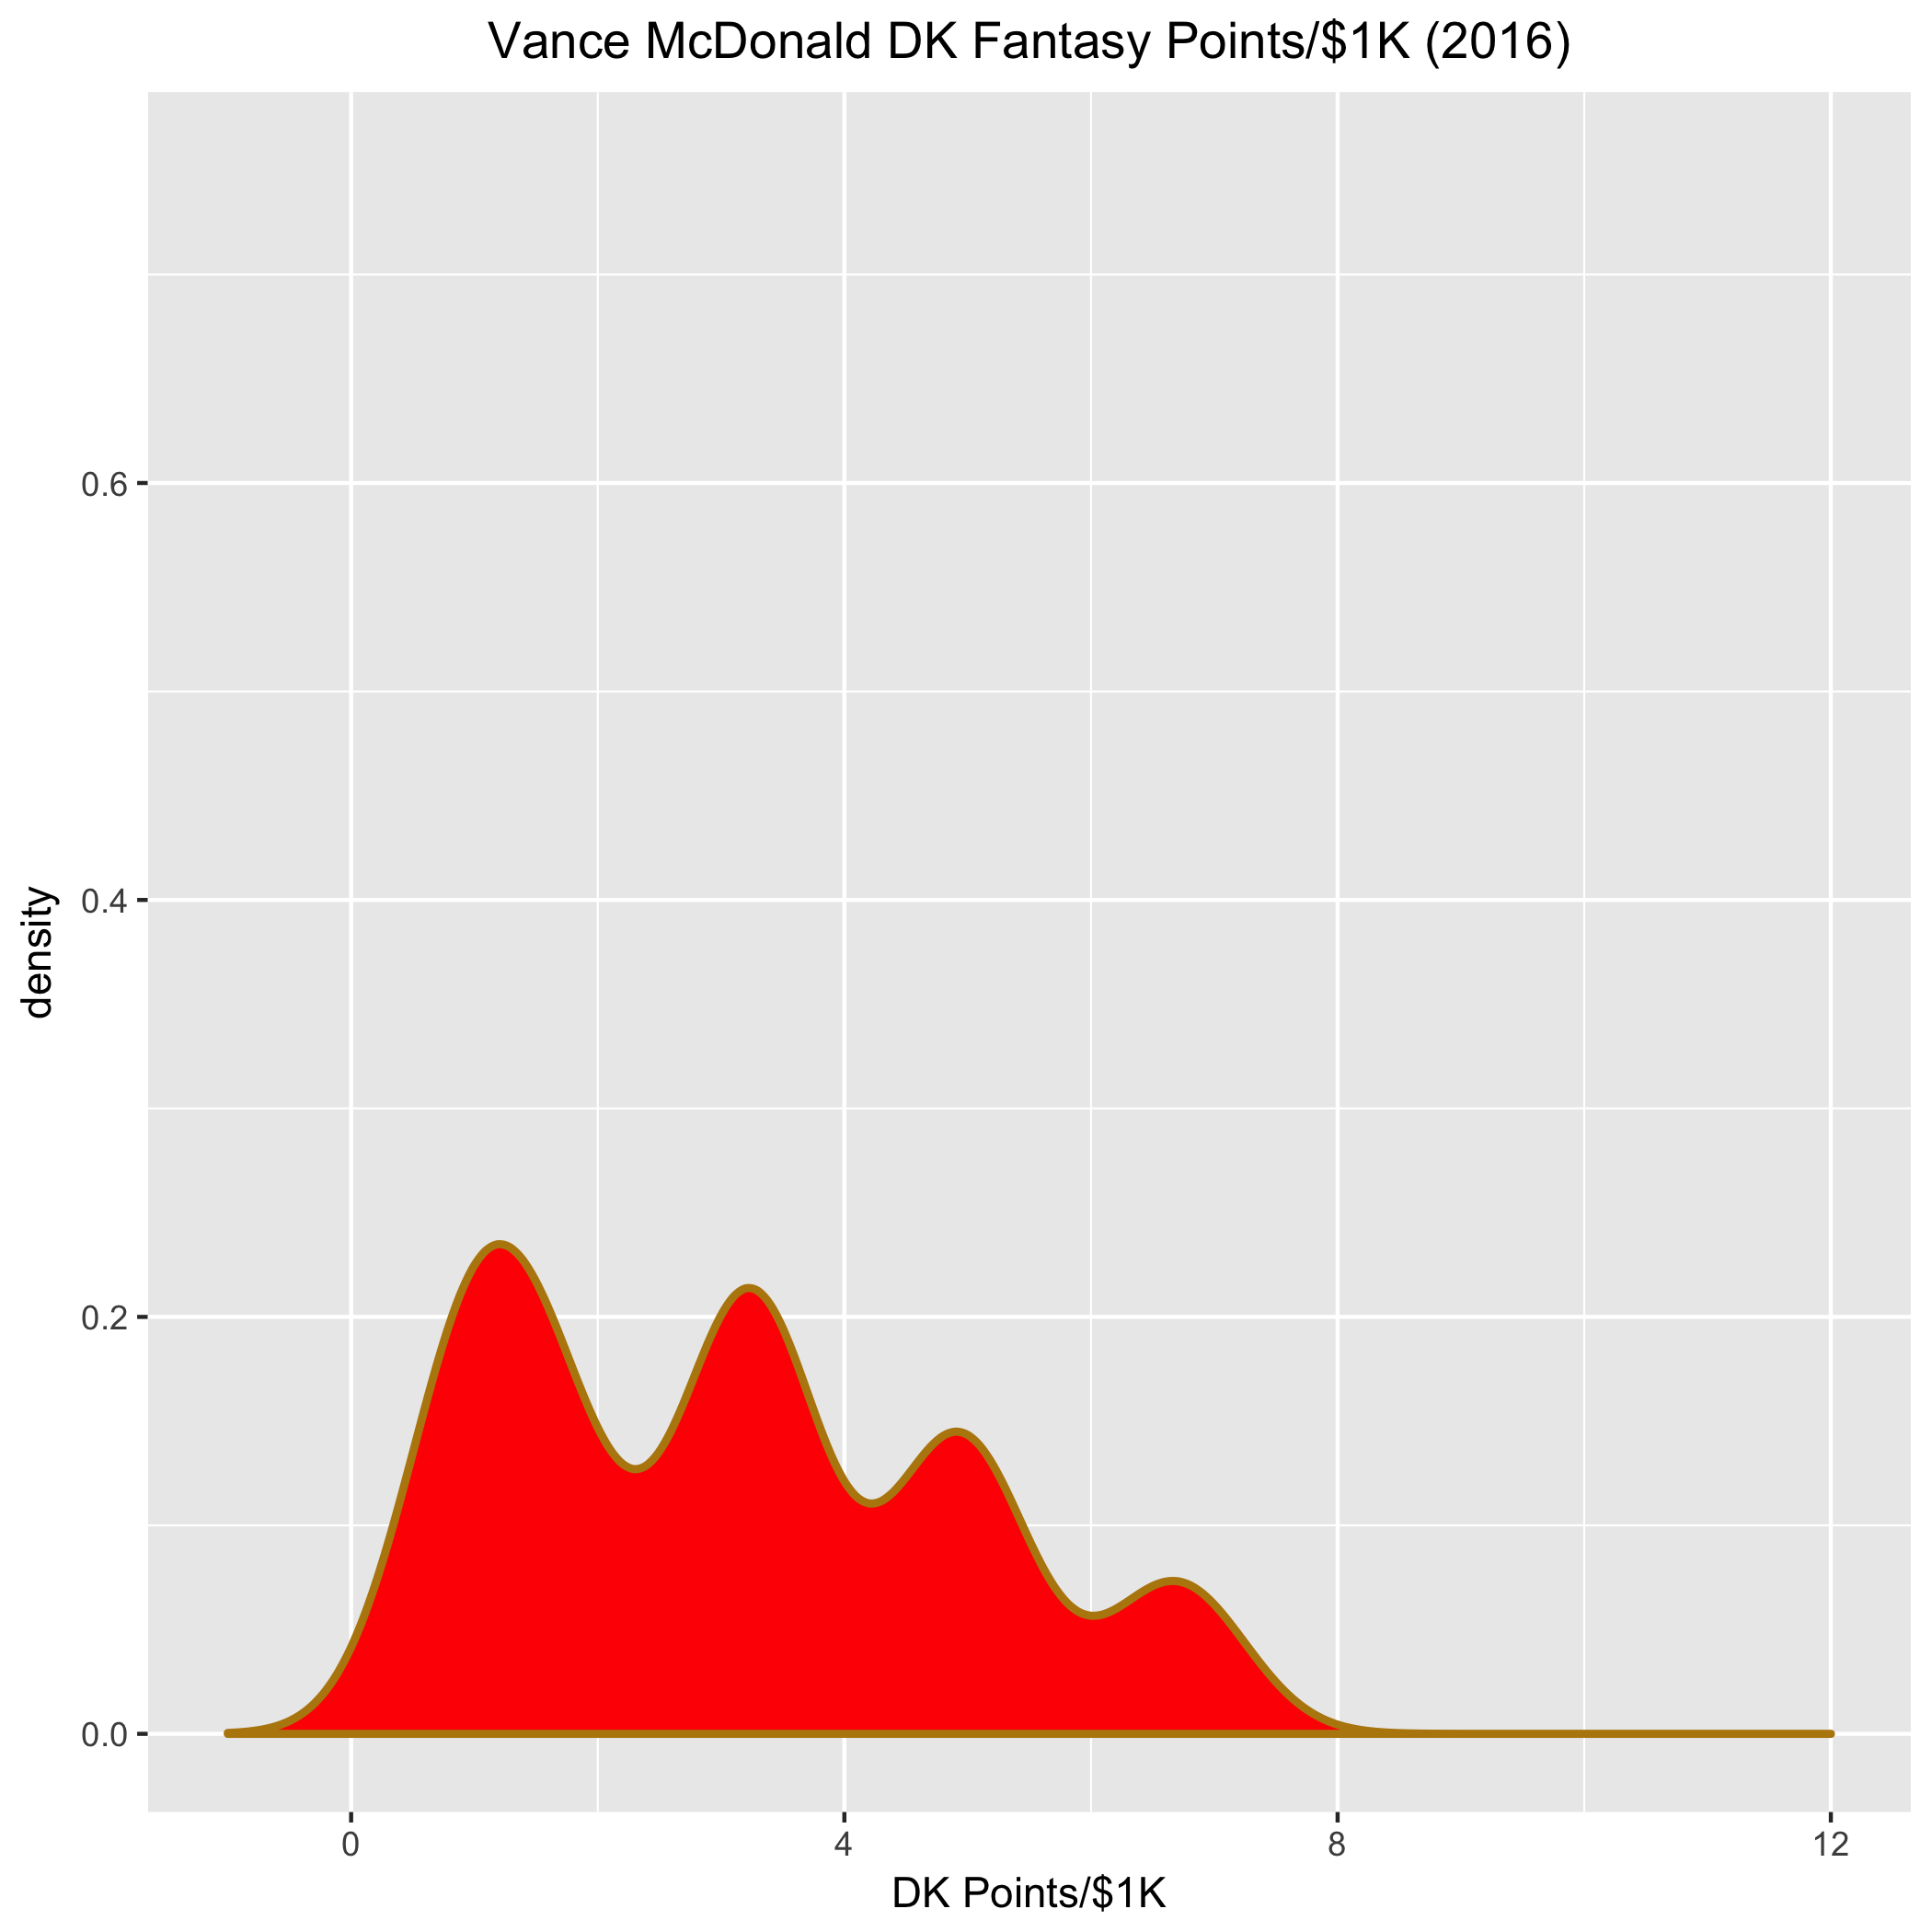 Vance McDonald DK Fantasy Points/$1K (2016)
density
0.6
0.4
0.2
0.0
0 4 8 12
DK Points/$1K